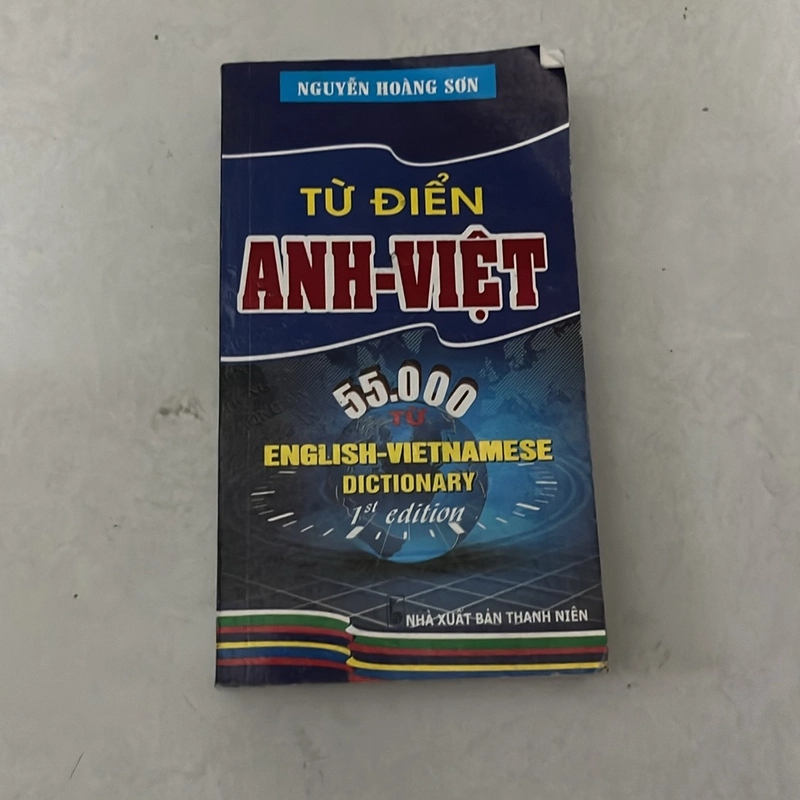 NGUYỄN HOÀNG SƠN
TỪ ĐIỂN
ANH-VIỆT
55.000
TỪ
ENGLISH-VIETNAMESE
DICTIONARY
1st edition
NHÀ XUẤT BẢN THANH NIÊN